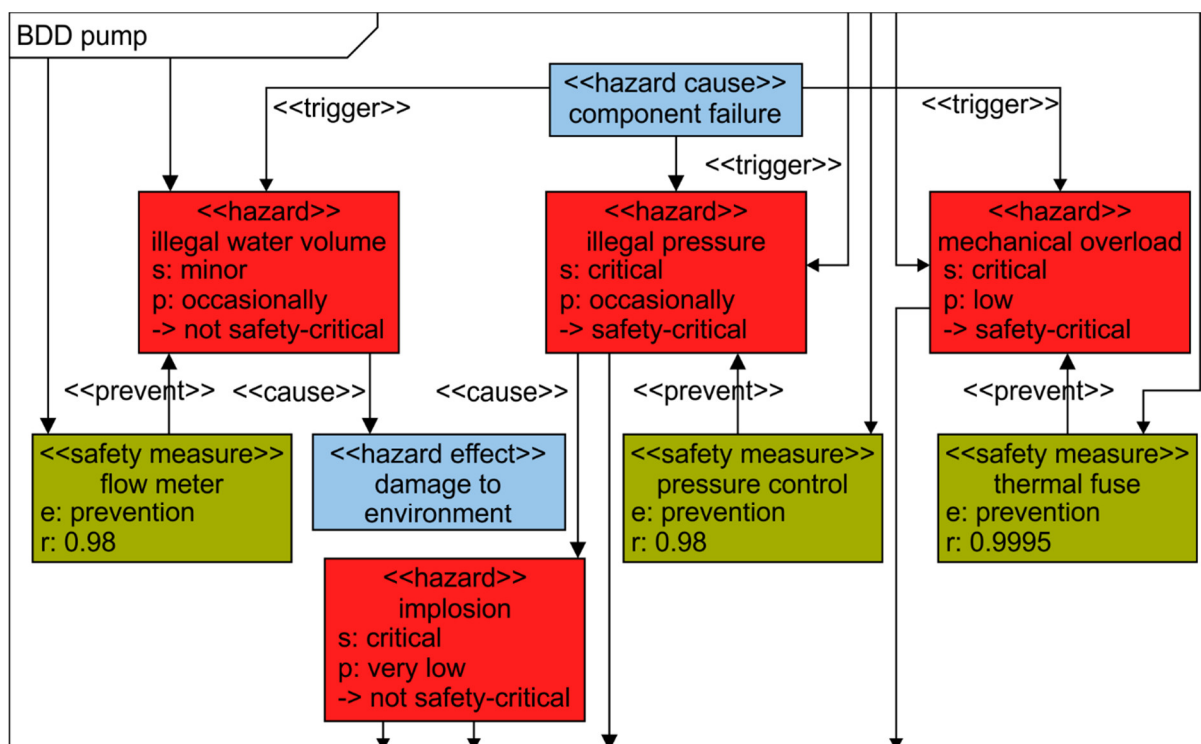 BDD pump
<<hazard cause>>
component failure
<<trigger>>
<<trigger>>
<<trigger>>
<<hazard>>
illegal water volume
s: minor
p: occasionally
-> not safety-critical
<<hazard>>
illegal pressure
s: critical
p: occasionally
-> safety-critical
<<hazard>>
mechanical overload
s: critical
p: low
-> safety-critical
<<prevent>>
<<cause>>
<<cause>>
<<prevent>>
<<prevent>>
<<safety measure>>
flow meter
e: prevention
r: 0.98
<<hazard effect>>
damage to
environment
<<safety measure>>
pressure control
e: prevention
r: 0.98
<<safety measure>>
thermal fuse
e: prevention
r: 0.9995
<<hazard>>
implosion
s: critical
p: very low
-> not safety-critical